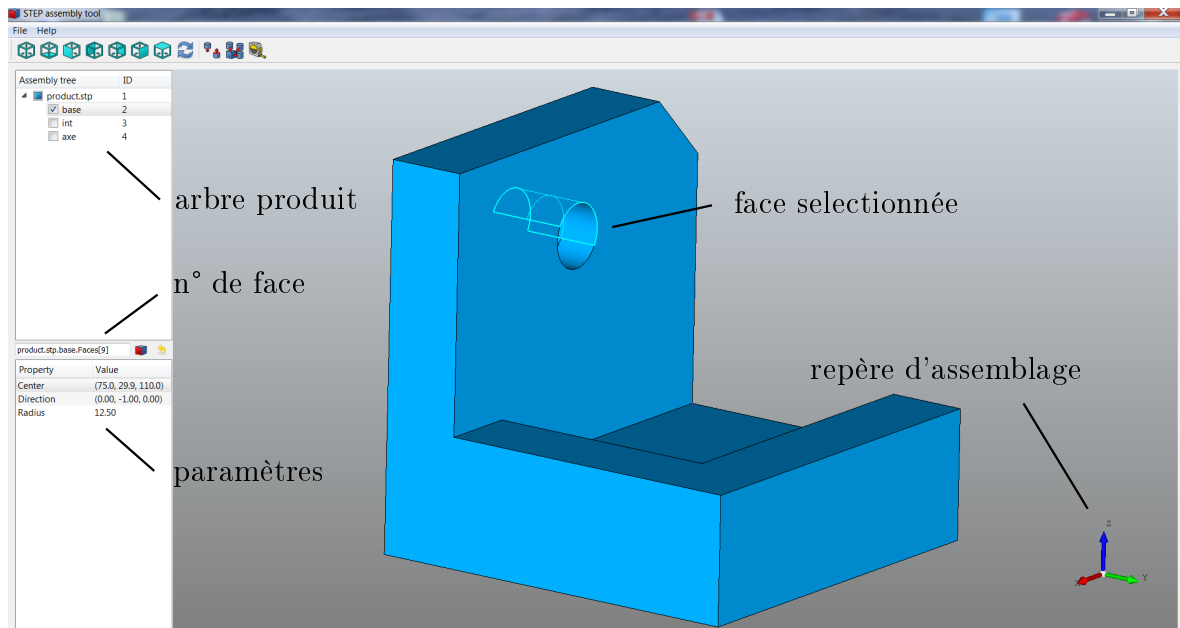 STEP assembly tool
File Help
Assembly tree ID
product.stp 1
base 2
int 3
axe 4
arbre produit
face selectionnée
n° de face
product.stp.base.Faces[9]
Property Value
Center (75.0, 29.9, 110.0)
Direction (0.00, -1.00, 0.00)
Radius 12.50
repère d'assemblage
paramètres
Z
X
Y